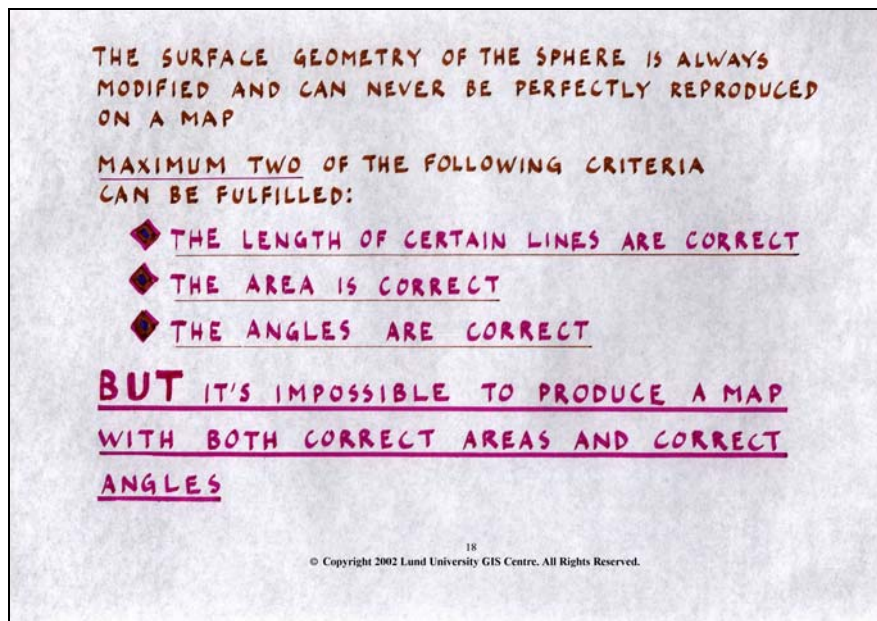 THE SURFACE GEOMETRY OF THE SPHERE IS ALWAYS
MODIFIED AND CAN NEVER BE PERFECTLY REPRODUCED
ON A MAP
MAXIMUM TWO OF THE FOLLOWING CRITERIA
CAN BE FULFILLED:
THE LENGTH OF CERTAIN LINES ARE CORRECT
THE AREA IS CORRECT
THE ANGLES ARE CORRECT
BUT IT'S IMPOSSIBLE TO PRODUCE A MAP
WITH BOTH CORRECT AREAS AND CORRECT
ANGLES
18
© Copyright 2002 Lund University GIS Centre. All Rights Reserved.